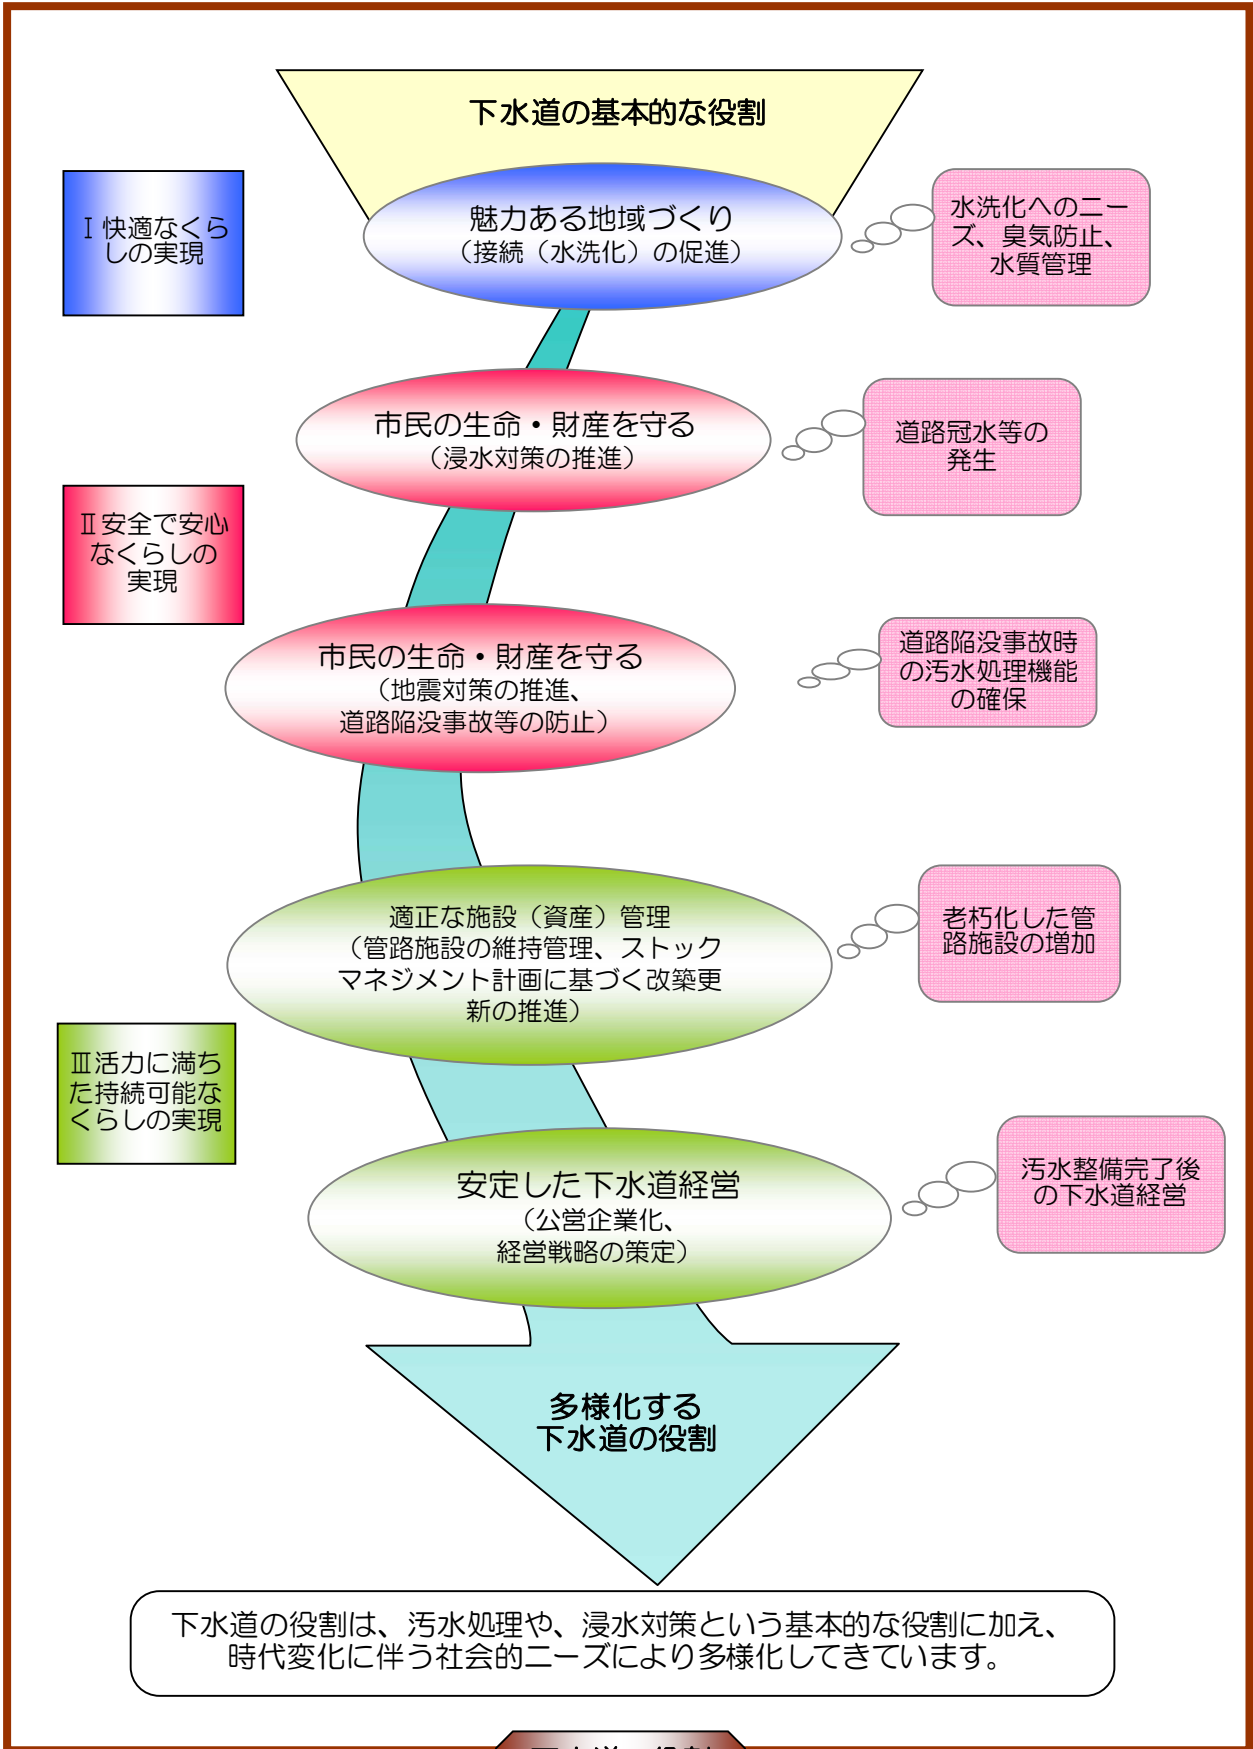 下水道の基本的な役割
Ⅰ快適なくら
しの実現
魅力ある地域づくり
（接続（水洗化）の促進）
水洗化へのニー
ズ、臭気防止、
水質管理
市民の生命・財産を守る
（浸水対策の推進）
道路冠水等の
発生
Ⅱ安全で安心
なくらしの
実現
市民の生命・財産を守る
（地震対策の推進、
道路陥没事故等の防止）
道路陥没事故時
の汚水処理機能
の確保
適正な施設（資産）管理
（管路施設の維持管理、ストック
マネジメント計画に基づく改築更
新の推進）
老朽化した管
路施設の増加
Ⅲ活力に満ち
た持続可能な
くらしの実現
安定した下水道経営
（公営企業化、
経営戦略の策定）
汚水整備完了後
の下水道経営
多様化する
下水道の役割
下水道の役割は、汚水処理や、浸水対策という基本的な役割に加え、
時代変化に伴う社会的ニーズにより多様化してきています。